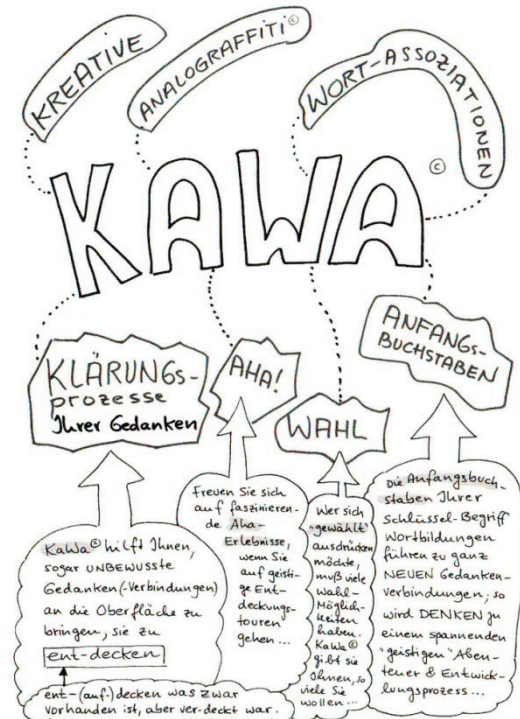 KREATIVE
ANALOGRAFFITI©
WORT-ASSOZIATIONEN
KAWA©
KLÄRUNGS-
prozesse
Ihrer Gedanken
AHA!
WAHL
ANFANGS-
BUCHSTABEN
KaWa© hilft Ihnen,
sogar UNBEWUSSTE
Gedanken(-Verbindungen)
an die Oberfläche zu
bringen, sie zu
ent-decken
ent-(auf-)decken was zwar
vorhanden ist, aber ver-deckt war.
Freuen Sie sich
auf faszinieren-
de Aha-
Erlebnisse,
wenn Sie
auf geisti-
ge Ent-
deckungs-
touren
gehen...
Wer sich
"gewählt"
ausdrücken
möchte,
muß viele
Wahl-
Möglich-
keiten
haben.
KaWa©
gibt sie
Ihnen, so
viele Sie
wollen...
Die Anfangsbuch-
staben Ihrer
Schlüssel-Begriff
Wortbildungen
führen zu ganz
NEUEN Gedanken-
verbindungen; so
wird DENKEN zu
einem spannenden
"geistigen" Aben-
teuer & Entwick-
lungsprozess...